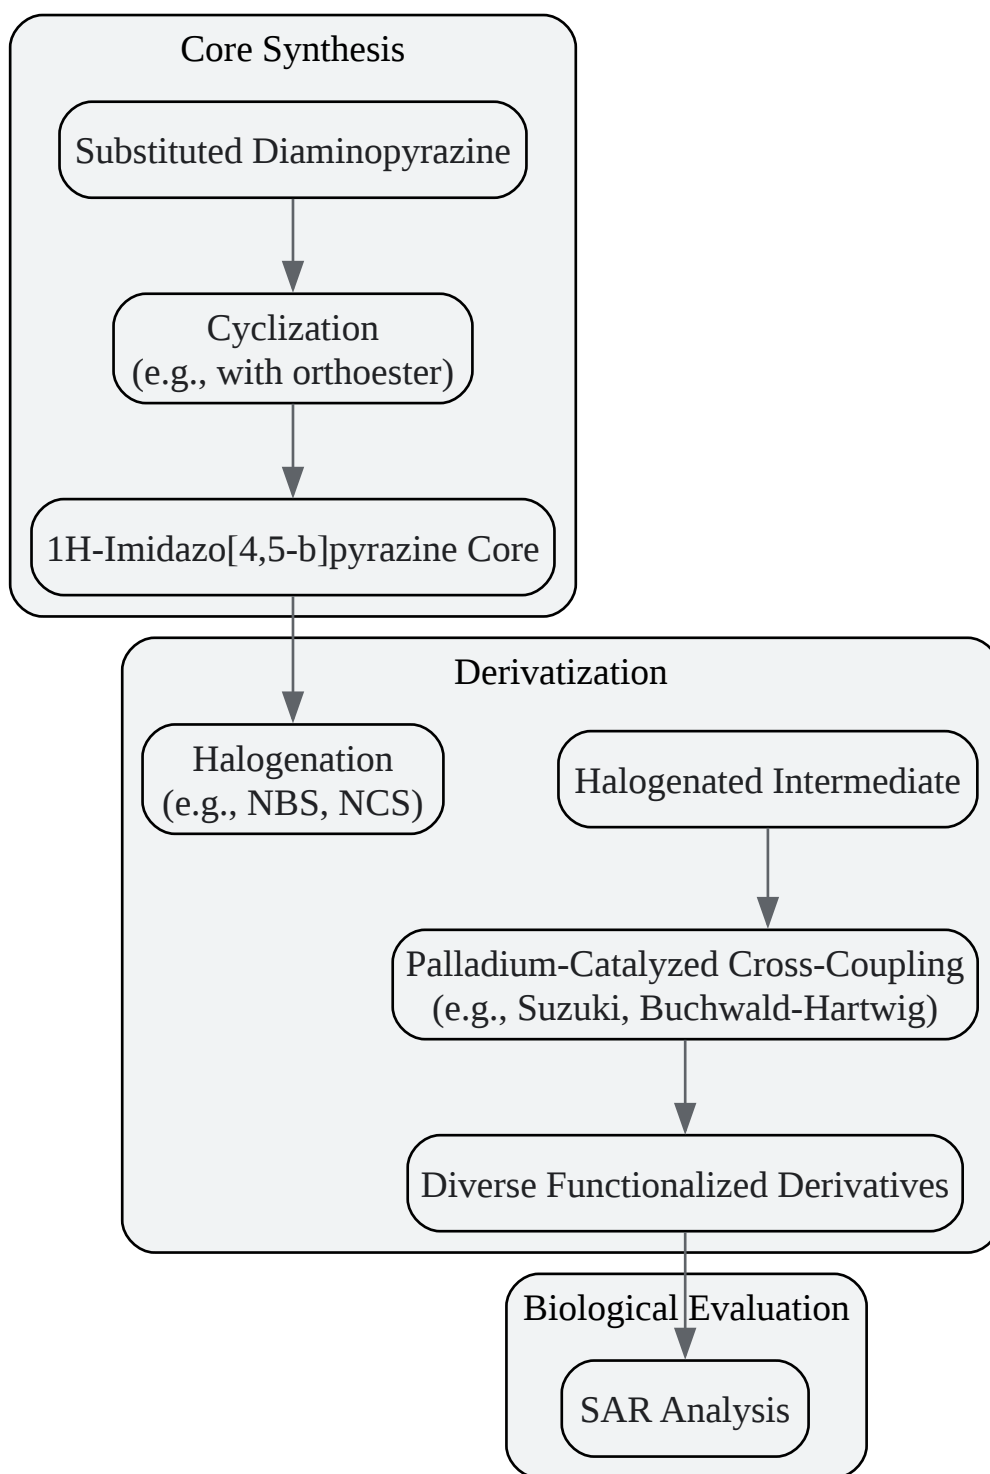 Core Synthesis
Substituted Diaminopyrazine
Cyclization
(e.g., with orthoester)
1H-Imidazo[4,5-b]pyrazine Core
Derivatization
Halogenation
(e.g., NBS, NCS)
Halogenated Intermediate
Palladium-Catalyzed Cross-Coupling
(e.g., Suzuki, Buchwald-Hartwig)
Diverse Functionalized Derivatives
Biological Evaluation
SAR Analysis